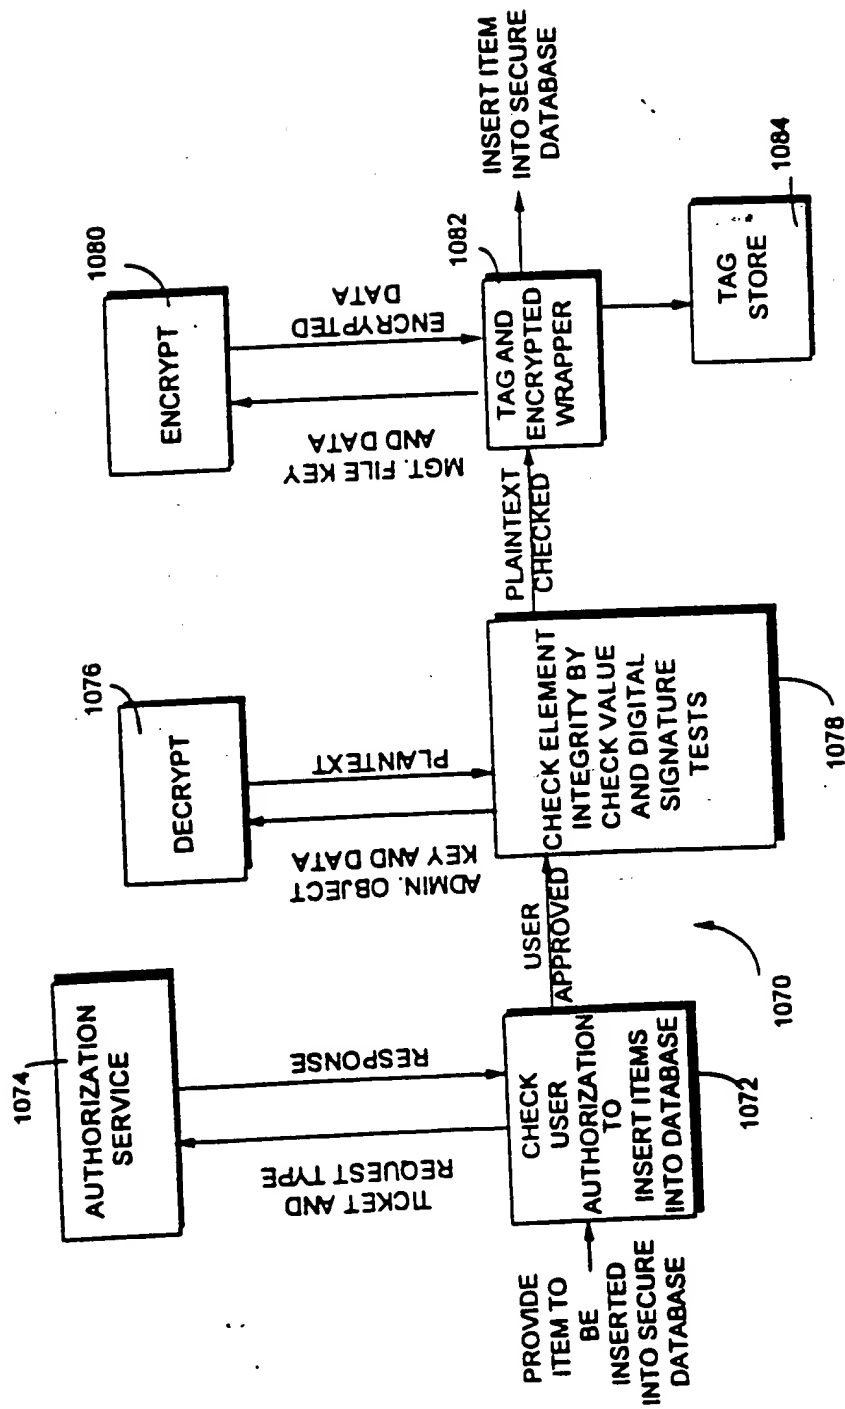 1074
AUTHORIZATION
SERVICE
TICKET AND
REQUEST TYPE
RESPONSE
PROVIDE
ITEM TO
BE
INSERTED
INTO SECURE
DATABASE
CHECK
USER
AUTHORIZATION
TO
INSERT ITEMS
INTO DATABASE
1072
USER
APPROVED
1070
1076
DECRYPT
ADMIN. OBJECT
KEY AND DATA
PLAINTEXT
CHECK ELEMENT
INTEGRITY BY
CHECK VALUE
AND DIGITAL
SIGNATURE
TESTS
1078
PLAINTEXT
CHECKED
1080
ENCRYPT
MGT. FILE KEY
AND DATA
ENCRYPTED
DATA
1082
TAG AND
ENCRYPTED
WRAPPER
INSERT ITEM
INTO SECURE
DATABASE
TAG
STORE
1084